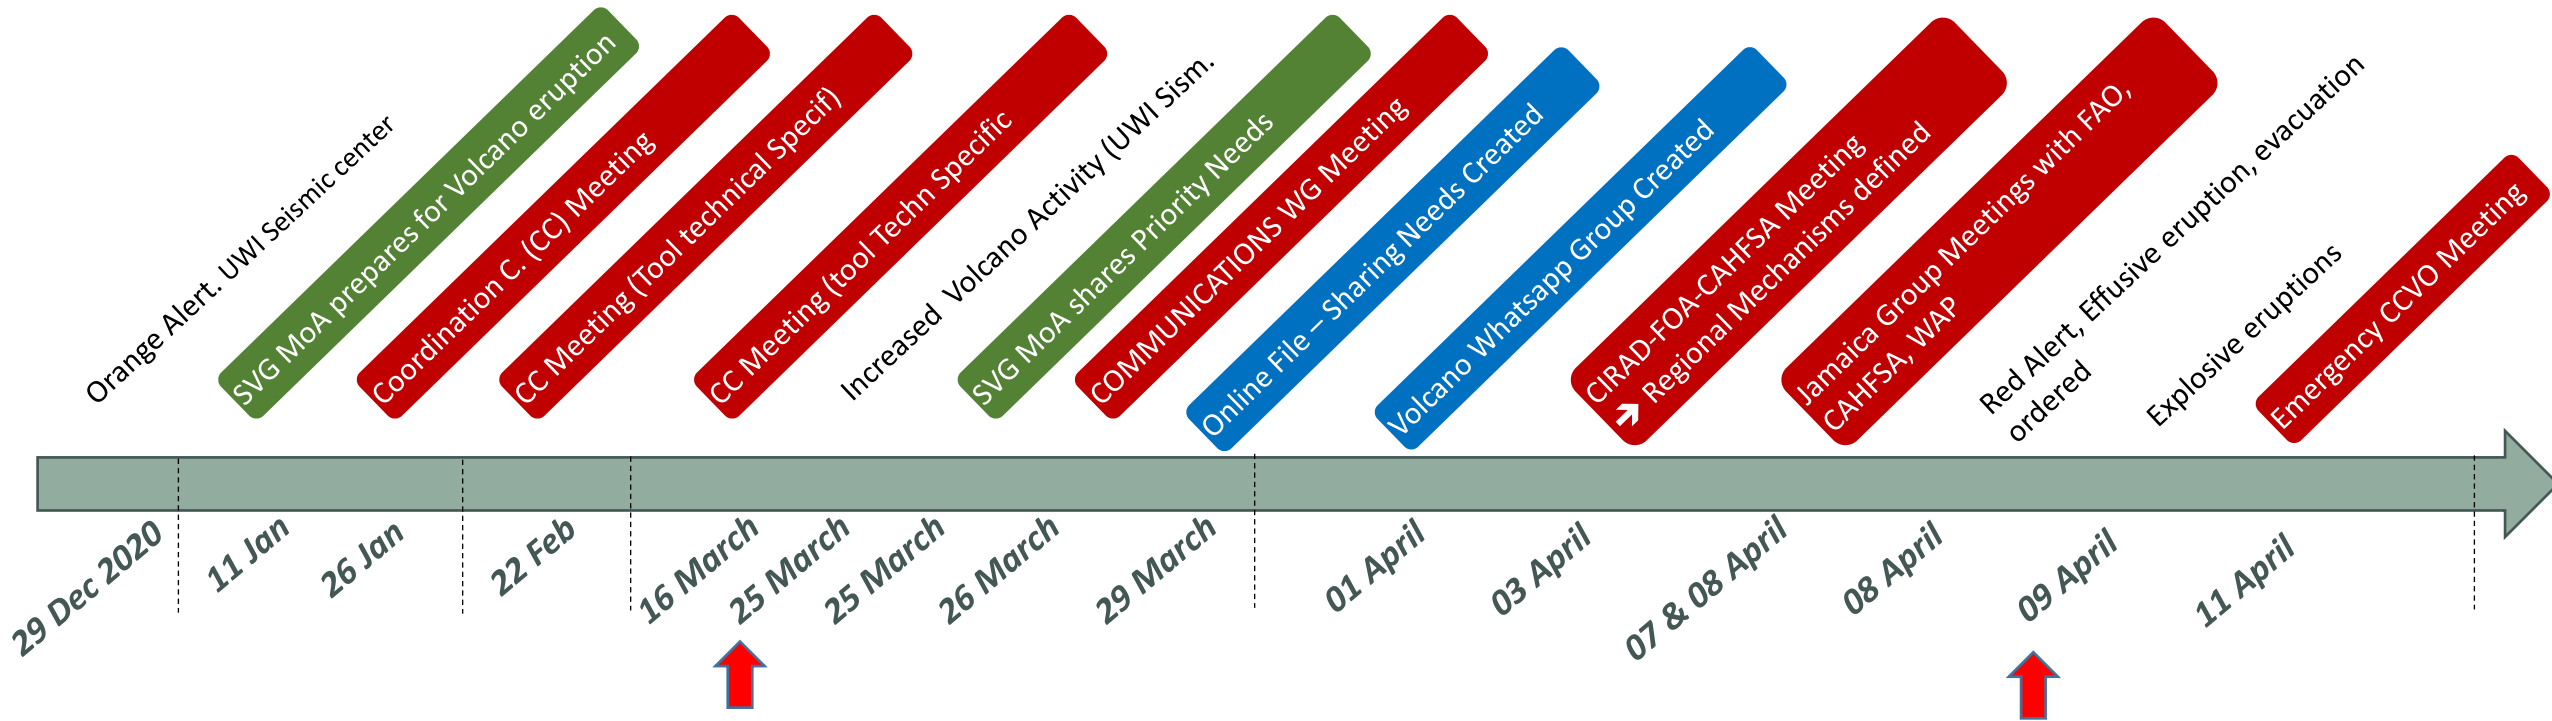 Orange Alert. UWI Seismic center
SVG MoA prepares for Volcano eruption
Coordination C. (CC) Meeting
CC Meeting (Tool technical Specif)
CC Meeting (tool Techn Specific
Increased Volcano Activity (UWI Sism.
SVG MoA shares Priority Needs
COMMUNICATIONS WG Meeting
Online File – Sharing Needs Created
Volcano Whatsapp Group Created
CIRAD-FOA-CAHFSA Meeting
Regional Mechanisms defined
Jamaica Group Meetings with FAO,
CAHFSA, WAP
Red Alert, Effusive eruption, evacuation
ordered
Explosive eruptions
Emergency CCVO Meeting
29 Dec 2020
11 Jan
26 Jan
22 Feb
16 March
25 March
25 March
26 March
29 March
01 April
03 April
07 & 08 April
08 April
09 April
11 April